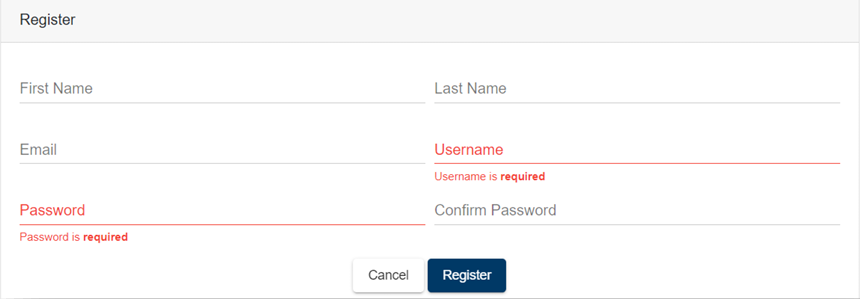 Register
First Name
Last Name
Email
Username
Username is required
Password
Confirm Password
Password is required
Cancel
Register